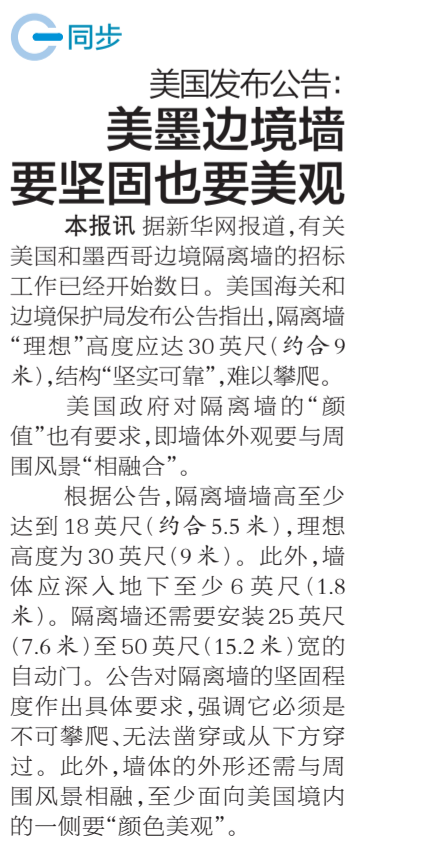 同步
美国发布公告:
美墨边境墙
要坚固也要美观
本报讯 据新华网报道,有关
美国和墨西哥边境隔离墙的招标
工作已经开始数日。美国海关和
边境保护局发布公告指出,隔离墙
“理想”高度应达30英尺(约合9
米),结构“坚实可靠”,难以攀爬。
美国政府对隔离墙的“颜
值”也有要求,即墙体外观要与周
围风景“相融合”。
根据公告,隔离墙墙高至少
达到18英尺(约合5.5米),理想
高度为30英尺(9米)。此外,墙
体应深入地下至少6英尺(1.8
米)。隔离墙还需要安装25英尺
(7.6米)至50英尺(15.2米)宽的
自动门。公告对隔离墙的坚固程
度作出具体要求,强调它必须是
不可攀爬、无法凿穿或从下方穿
过。此外,墙体的外形还需与周
围风景相融,至少面向美国境内
的一侧要“颜色美观”。